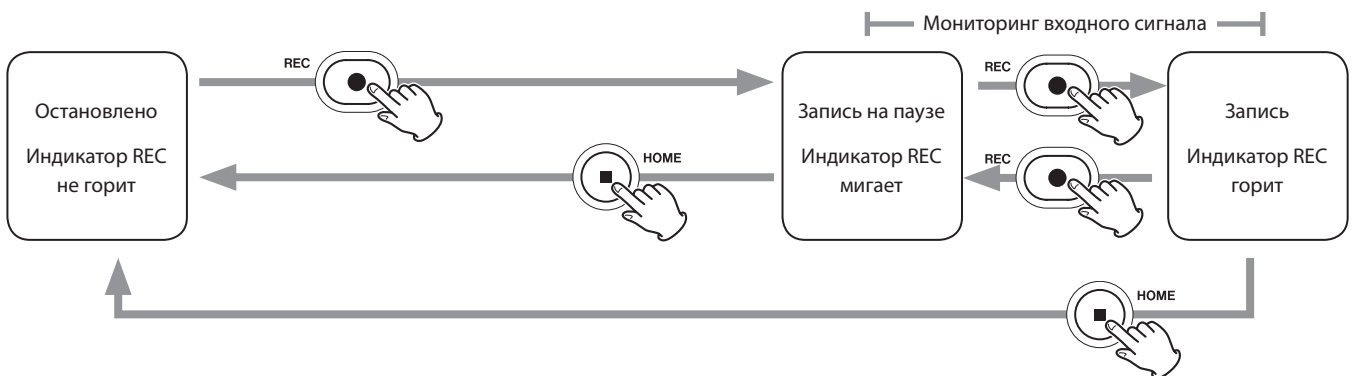 Мониторинг входного сигнала
REC
REC
Остановлено
Индикатор REC
не горит
Запись на паузе
Индикатор REC
мигает
Запись
Индикатор REC
горит
HOME
REC
HOME